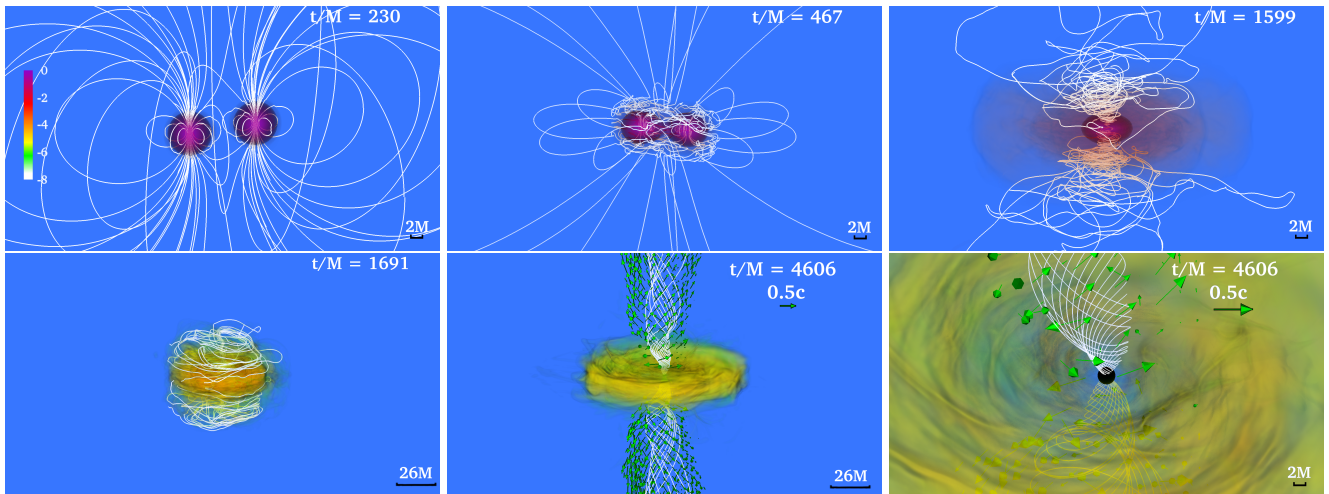 t/M = 230
0
-2
-4
-6
-8
2M
t/M = 467
2M
t/M = 1599
2M
t/M = 1691
26M
t/M = 4606
0.5c
26M
t/M = 4606
0.5c
2M